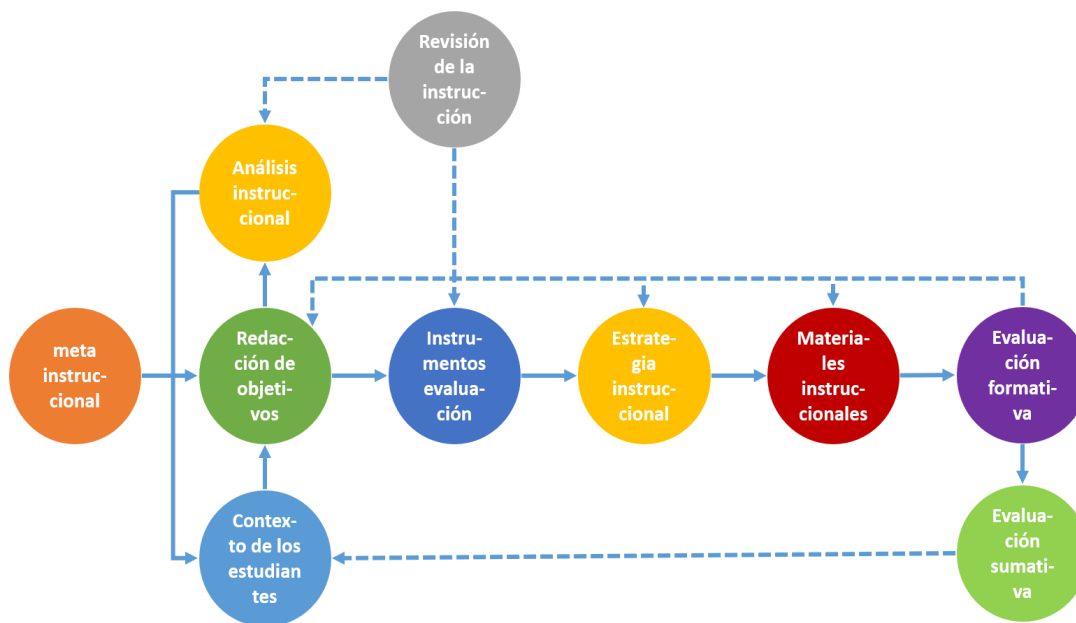 Revisión
de la
instruc-
ción
Análisis
instruc-
cional
meta
instruc-
cional
Redac-
ción de
objeti-
vos
Instru-
mentos
evalua-
ción
Estrate-
gia
instruc-
cional
Materia-
les
instruc-
cionales
Evalua-
ción
formati-
va
Contex-
to de los
estudian
tes
Evalua-
ción
sumati-
va